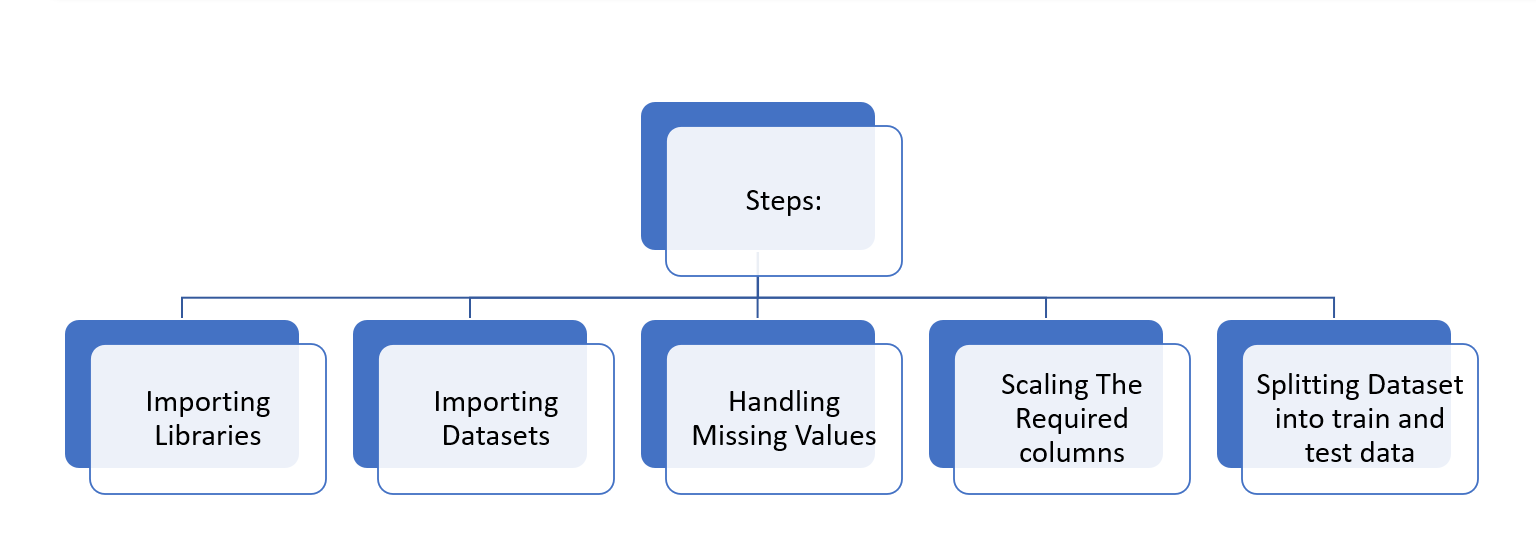 Steps:
Importing
Libraries
Importing
Datasets
Handling
Missing Values
Scaling The
Required
columns
Splitting Dataset
into train and
test data